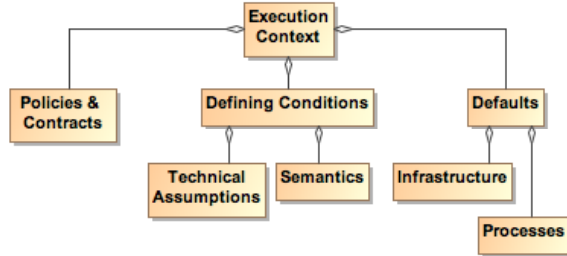 Execution
Context
Policies &
Contracts
Defining Conditions
Defaults
Technical
Assumptions
Semantics
Infrastructure
Processes